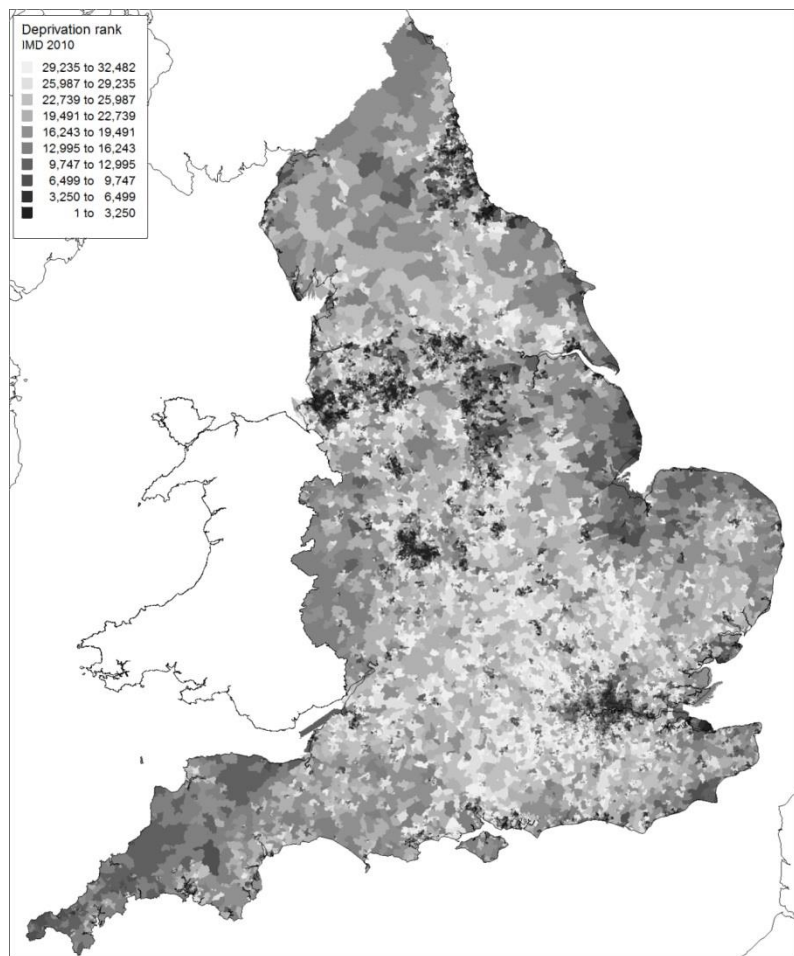 Deprivation rank
IMD 2010
29,235 to 32,482
25,987 to 29,235
22,739 to 25,987
19,491 to 22,739
16,243 to 19,491
12,995 to 16,243
9,747 to 12,995
6,499 to 9,747
3,250 to 6,499
1 to 3,250